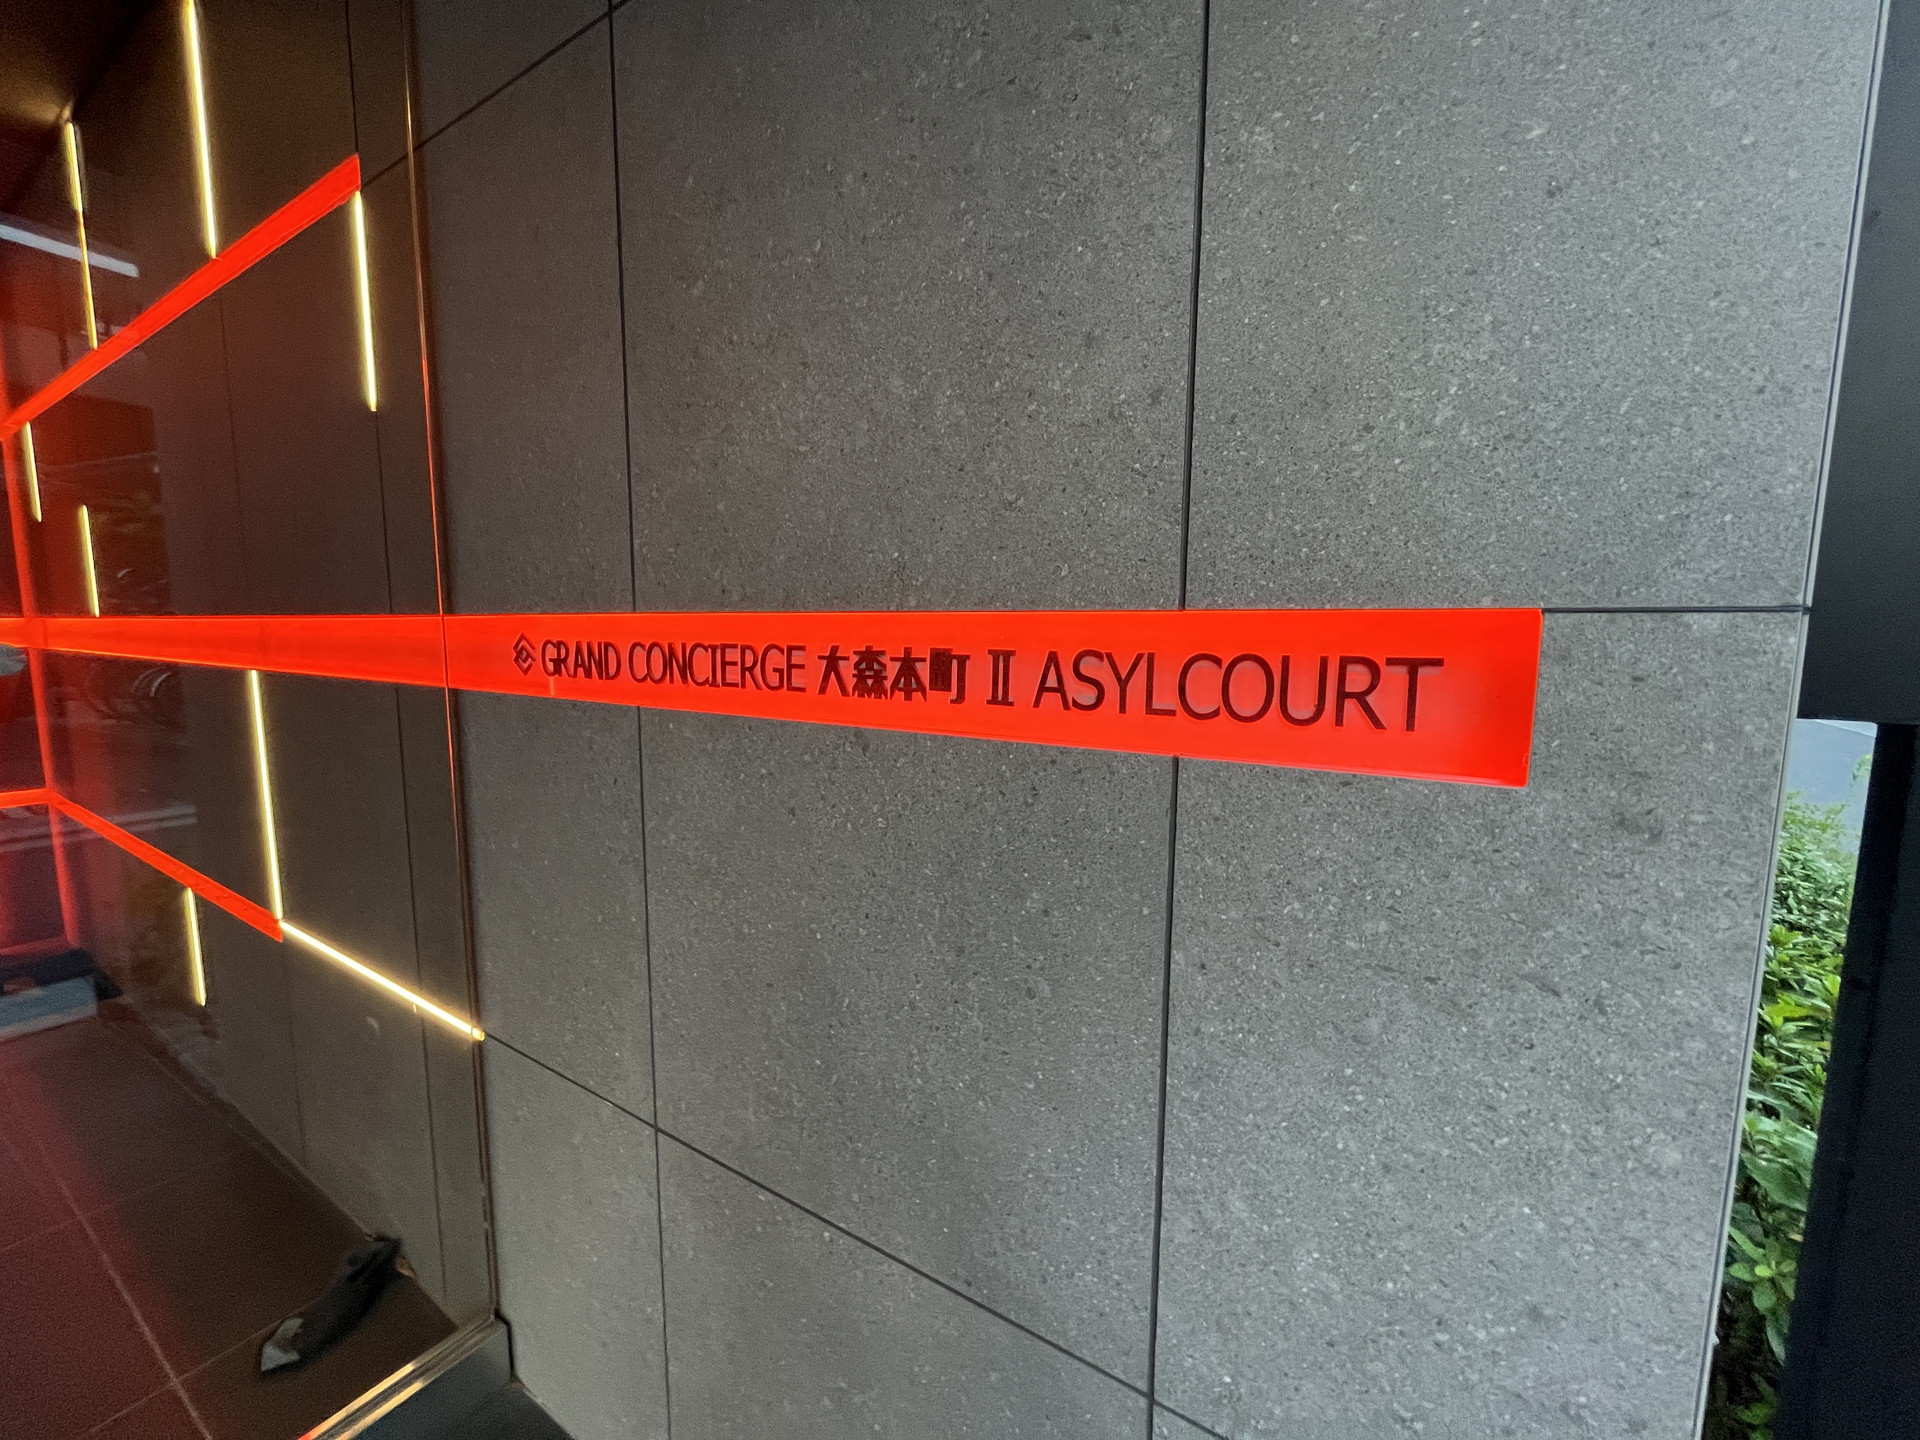 GRAND CONCIERGE 大森本町 Ⅱ ASYLCOURT